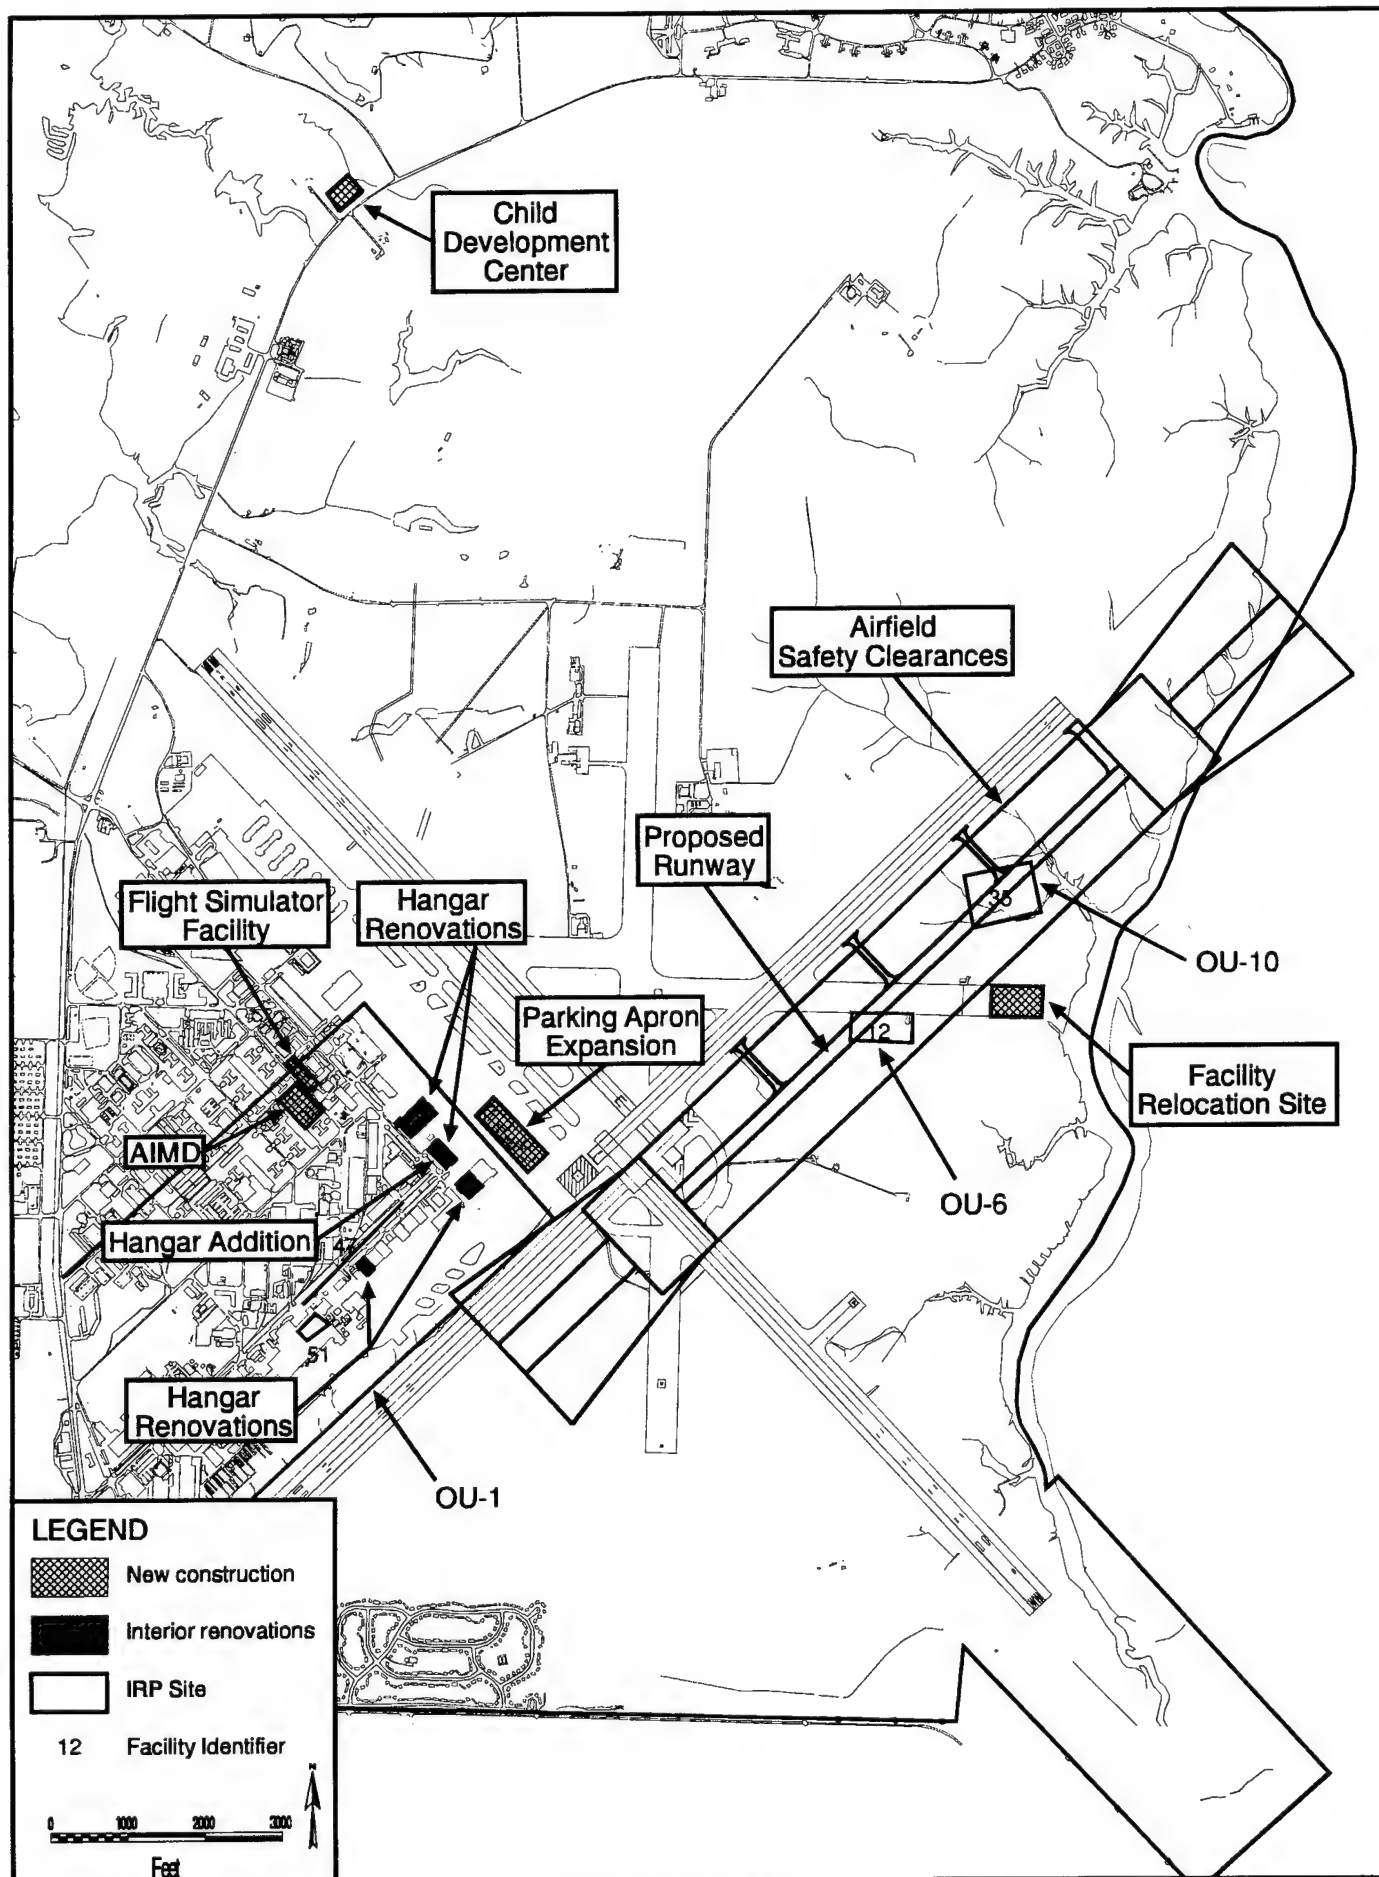 Child
Development
Center
Airfield
Safety Clearances
Proposed
Runway
Flight Simulator
Facility
Hangar
Renovations
35
OU-10
Parking Apron
Expansion
12
Facility
Relocation Site
AIMD
OU-6
Hangar Addition
47
51
Hangar
Renovations
OU-1
LEGEND
New construction
Interior renovations
IRP Site
12 Facility Identifier
N
0 1000 2000 3000
Feet